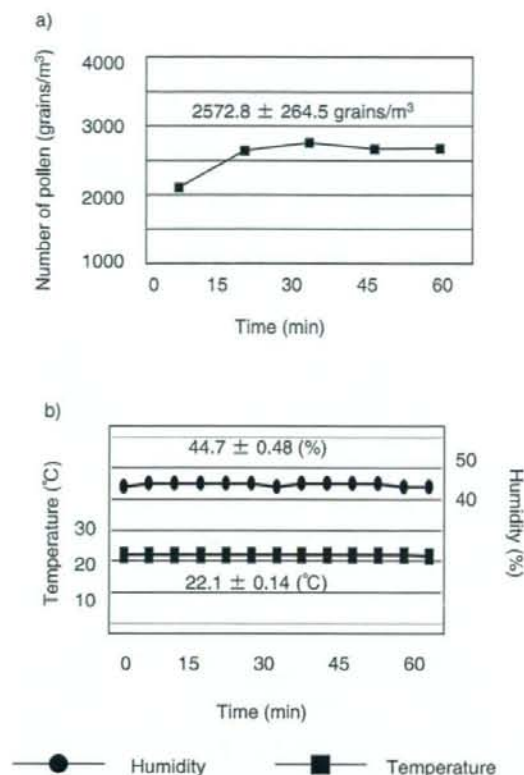 a)
Number of pollen (grains/m³)
4000
3000
2000
1000
2572.8 ± 264.5 grains/m³
0 15 30 45 60
Time (min)
b)
Temperature (℃)
30
20
10
44.7 ± 0.48 (%)
22.1 ± 0.14 (℃)
50
40
Humidity (%)
0 15 30 45 60
Time (min)
Humidity Temperature